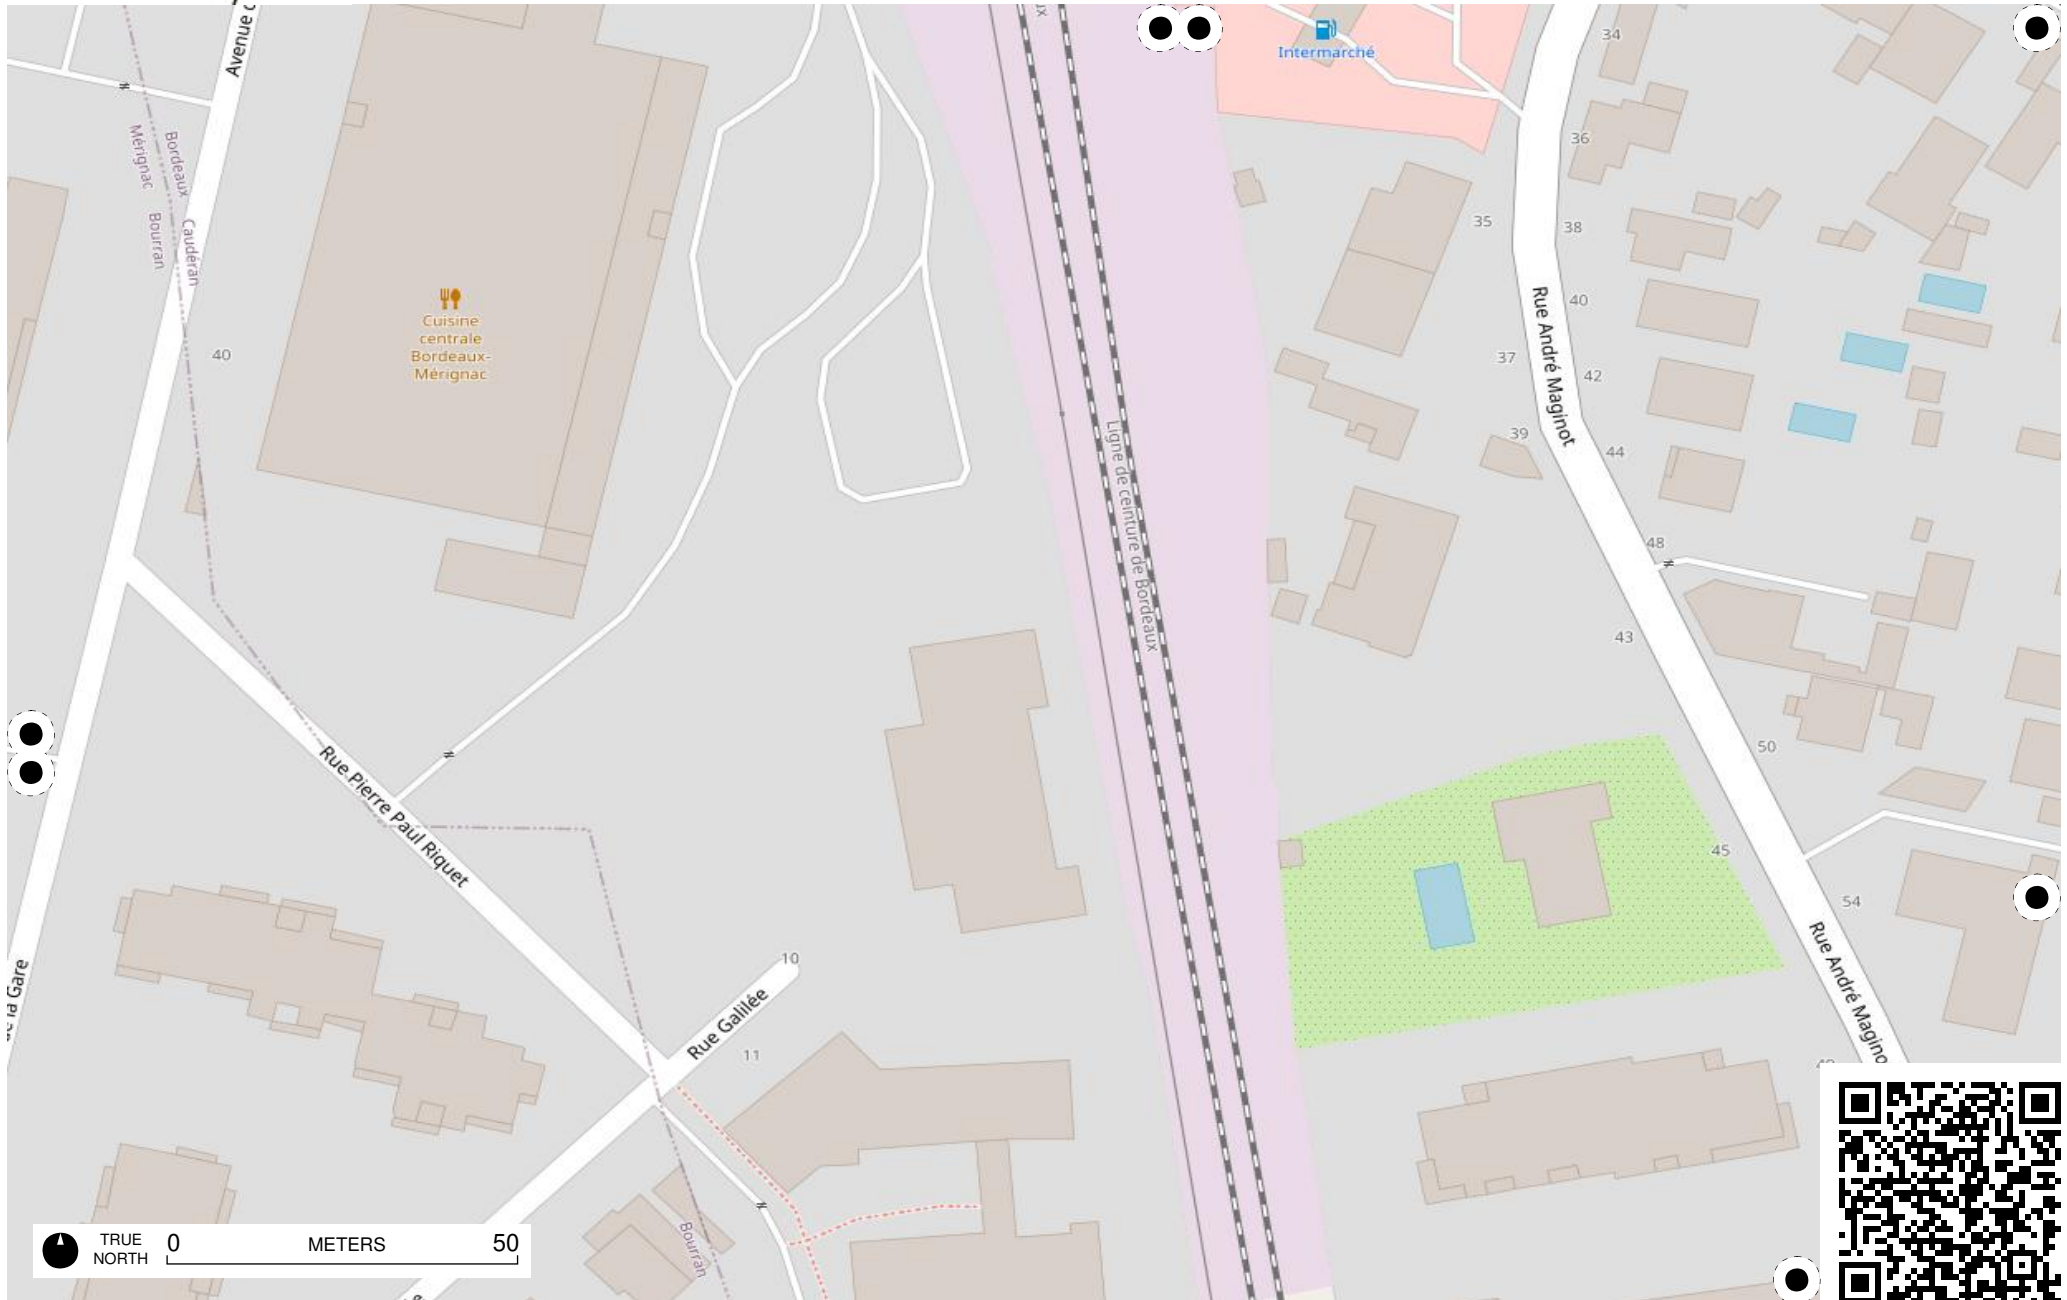 Avenue
Intermarché
34
36
Bordeaux
Mérignac
Caudéran
Bourran
35
38
Cuisine
centrale
Bordeaux-
Mérignac
40
40
Rue André Maginot
37
42
39
44
Ligne de ceinture de Bordeaux
48
43
50
Rue Pierre Paul Riquet
45
54
de la Gare
10
Rue Galilée
11
Rue André Maginot
Bourran
TRUE
NORTH
0 METERS 50